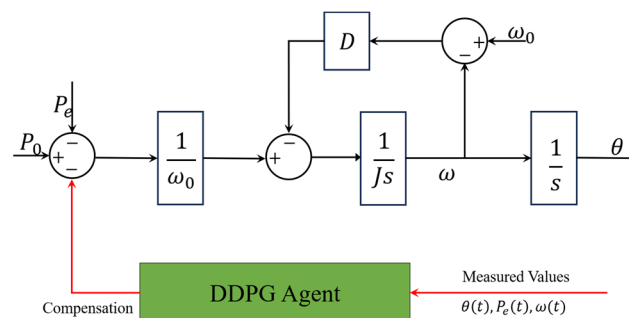 D
+
−
ω₀
−
Pₑ
P₀
+
−
−
1/ω₀
+
−
1/Js
ω
1/s
θ
DDPG Agent
Measured Values
θ(t), Pₑ(t), ω(t)
Compensation